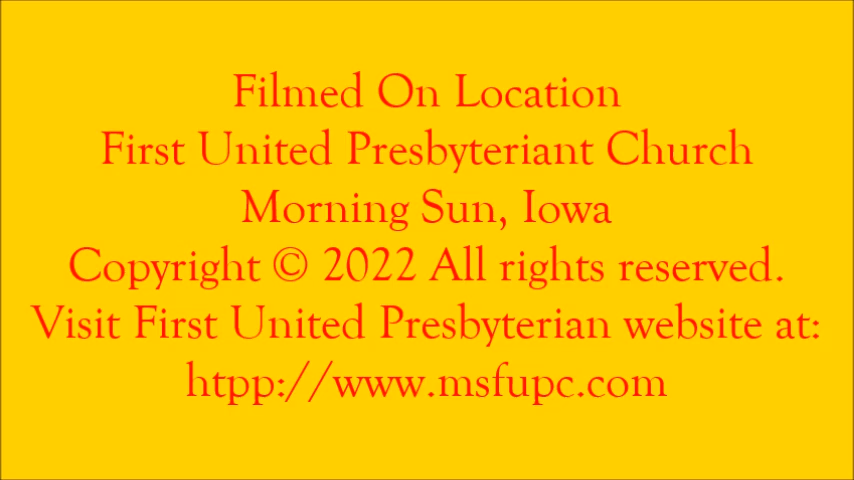 Filmed On Location
First United Presbyteriant Church
Morning Sun, Iowa
Copyright © 2022 All rights reserved.
Visit First United Presbyterian website at:
htpp://www.msfupc.com